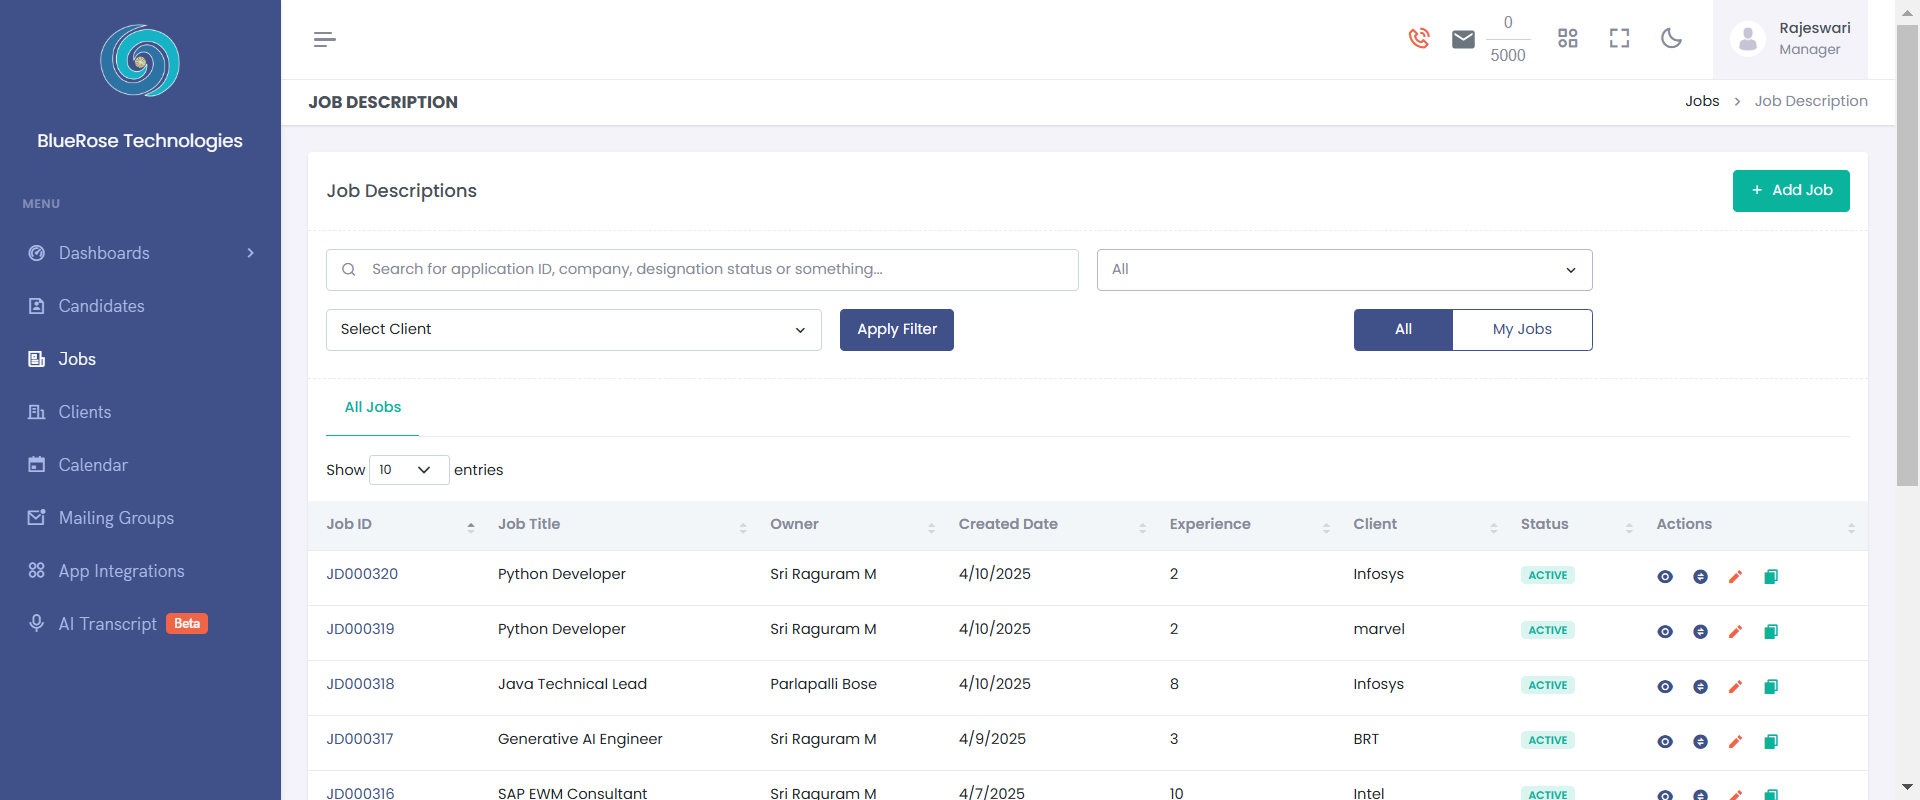 BlueRose Technologies
MENU
Dashboards
Candidates
Jobs
Clients
Calendar
Mailing Groups
App Integrations
AI Transcript Beta
0
5000
Rajeswari
Manager
JOB DESCRIPTION
Jobs > Job Description
Job Descriptions
+ Add Job
Search for application ID, company, designation status or something...
All
Select Client
Apply Filter
All
My Jobs
All Jobs
Show 10 entries
Job ID Job Title Owner Created Date Experience Client Status Actions
JD000320 Python Developer Sri Raguram M 4/10/2025 2 Infosys ACTIVE
JD000319 Python Developer Sri Raguram M 4/10/2025 2 marvel ACTIVE
JD000318 Java Technical Lead Parlapalli Bose 4/10/2025 8 Infosys ACTIVE
JD000317 Generative AI Engineer Sri Raguram M 4/9/2025 3 BRT ACTIVE
JD000316 SAP EWM Consultant Sri Raguram M 4/7/2025 10 Intel ACTIVE